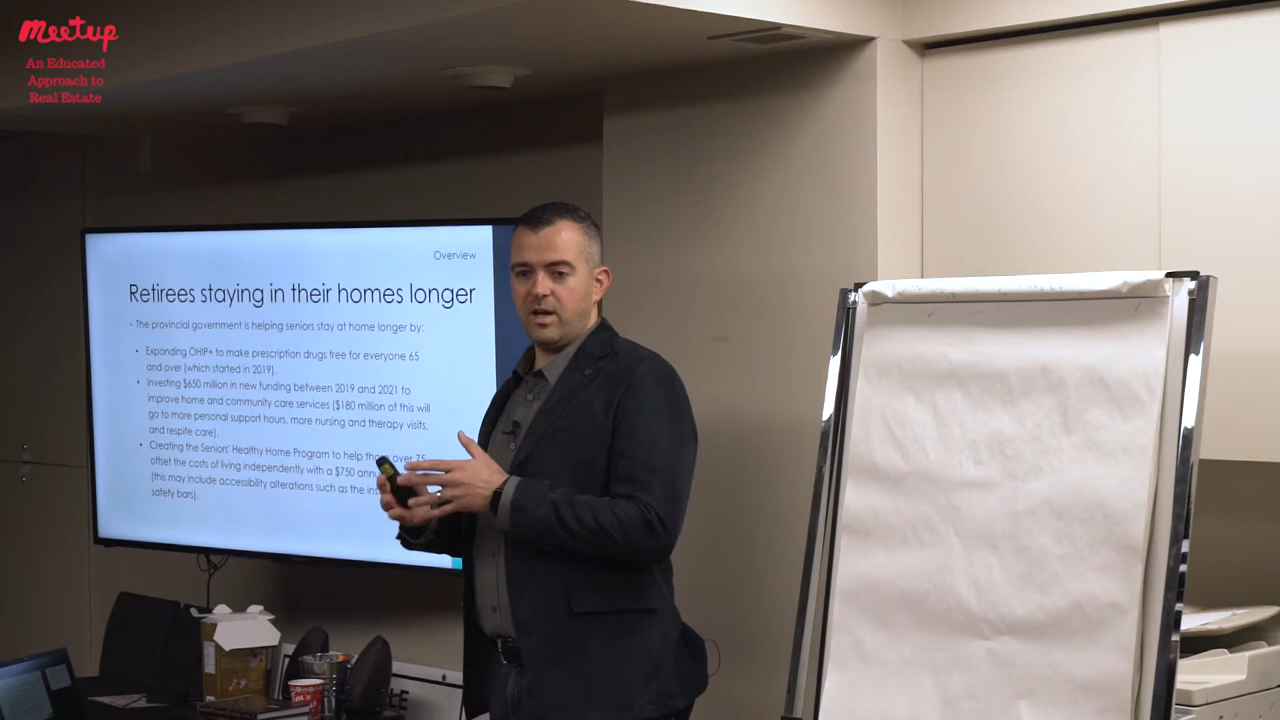 meetup
An Educated
Approach to
Real Estate
Overview
Retirees staying in their homes longer
• The provincial government is helping seniors stay at home longer by:
• Expanding OHIP+ to make prescription drugs free for everyone 65
and over (which started in 2019).
• Investing $650 million in new funding between 2019 and 2021 to
improve home and community care services ($180 million of this will
go to more personal support hours, more nursing and therapy visits,
and respite care).
• Creating the Seniors' Healthy Home Program to help over 75
offset the costs of living independently with a $750
(this may include accessibility alterations such as the
safety bars).